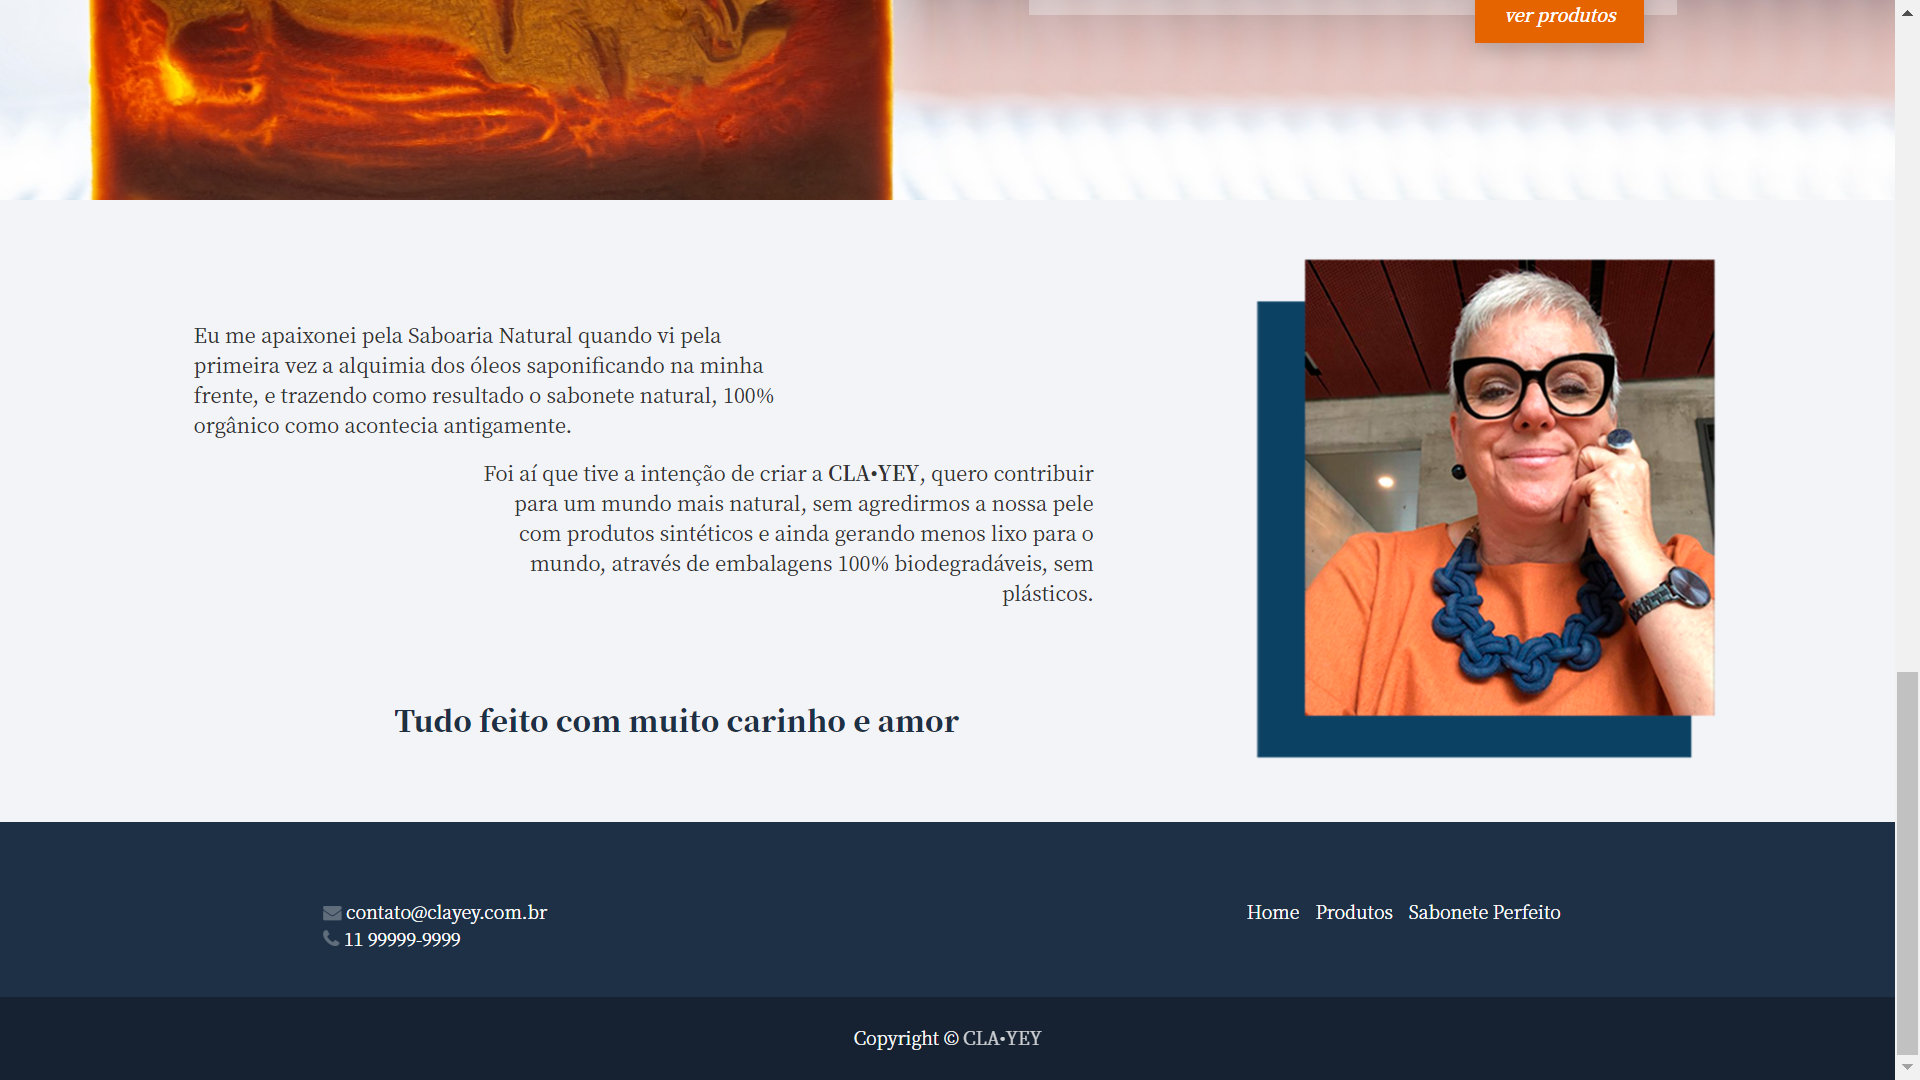 ver produtos
Eu me apaixonei pela Saboaria Natural quando vi pela
primeira vez a alquimia dos óleos saponificando na minha
frente, e trazendo como resultado o sabonete natural, 100%
orgânico como acontecia antigamente.
Foi aí que tive a intenção de criar a CLA•YEY, quero contribuir
para um mundo mais natural, sem agredirmos a nossa pele
com produtos sintéticos e ainda gerando menos lixo para o
mundo, através de embalagens 100% biodegradáveis, sem
plásticos.
Tudo feito com muito carinho e amor
contato@clayey.com.br
11 99999-9999
Home Produtos Sabonete Perfeito
Copyright © CLA•YEY